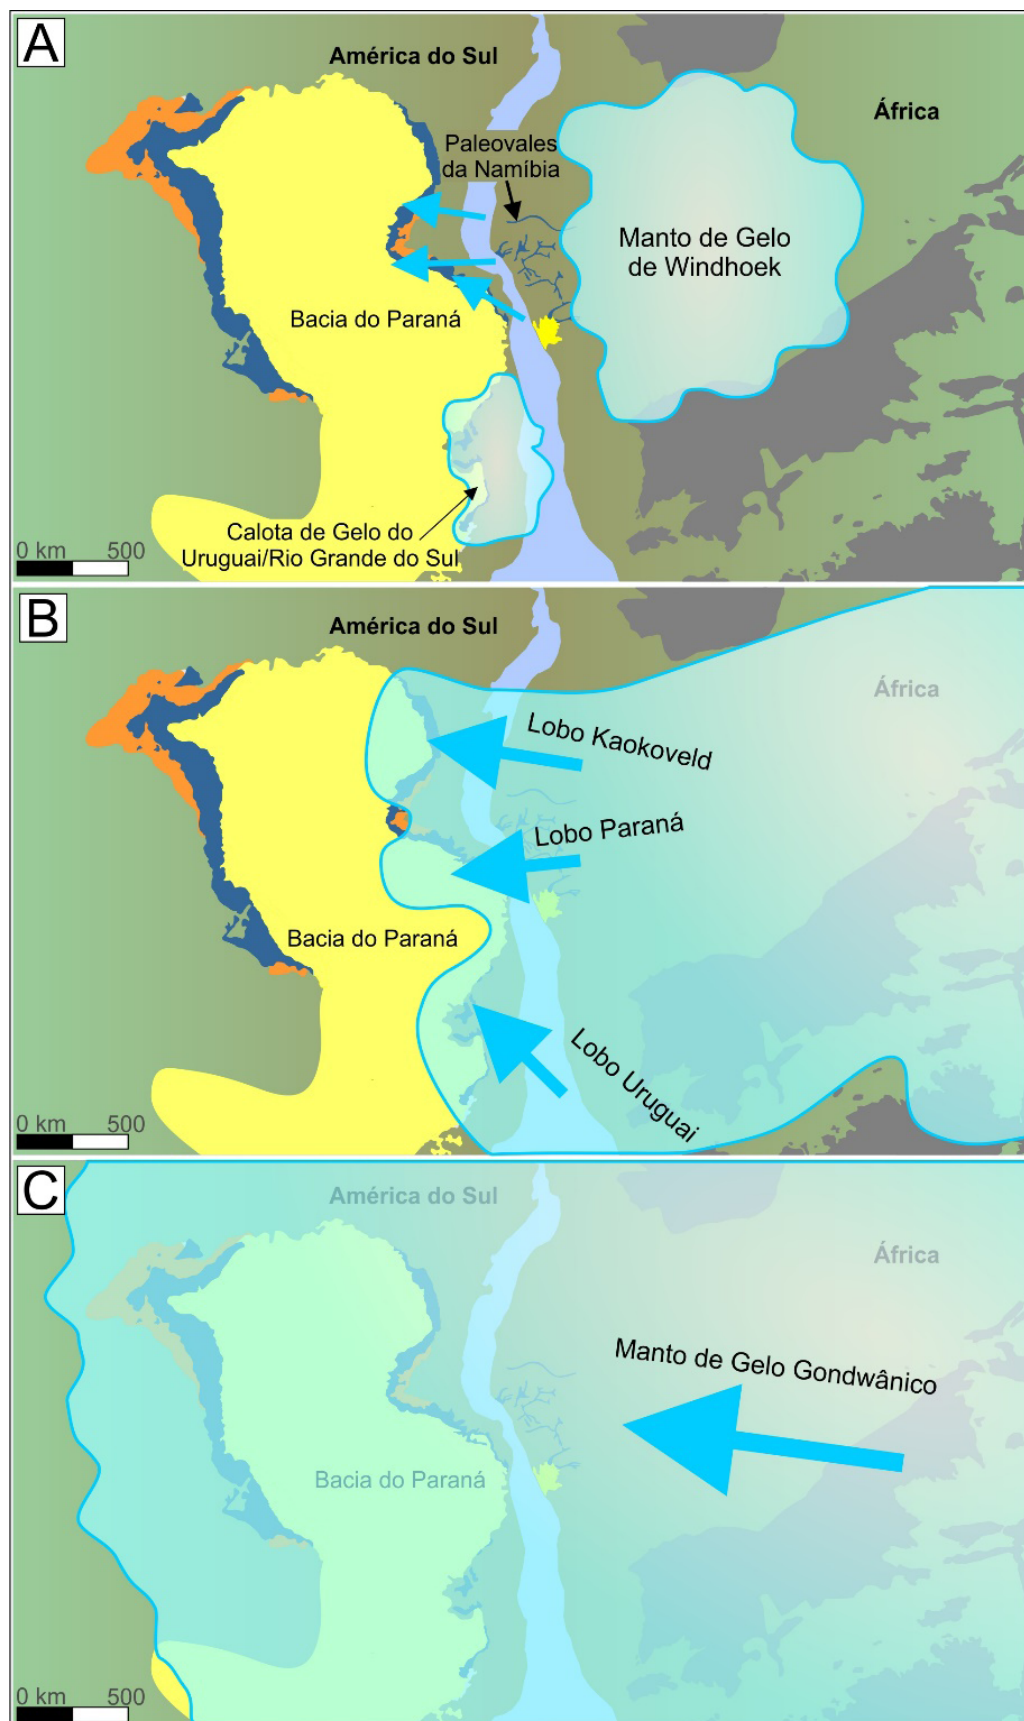 A
América do Sul
África
Paleovales
da Namíbia
Manto de Gelo
de Windhoek
Bacia do Paraná
Calota de Gelo do
Uruguai/Rio Grande do Sul
0 km 500
B
América do Sul
África
Lobo Kaokoveld
Lobo Paraná
Bacia do Paraná
Lobo Uruguai
0 km 500
C
América do Sul
África
Manto de Gelo Gondwânico
Bacia do Paraná
0 km 500